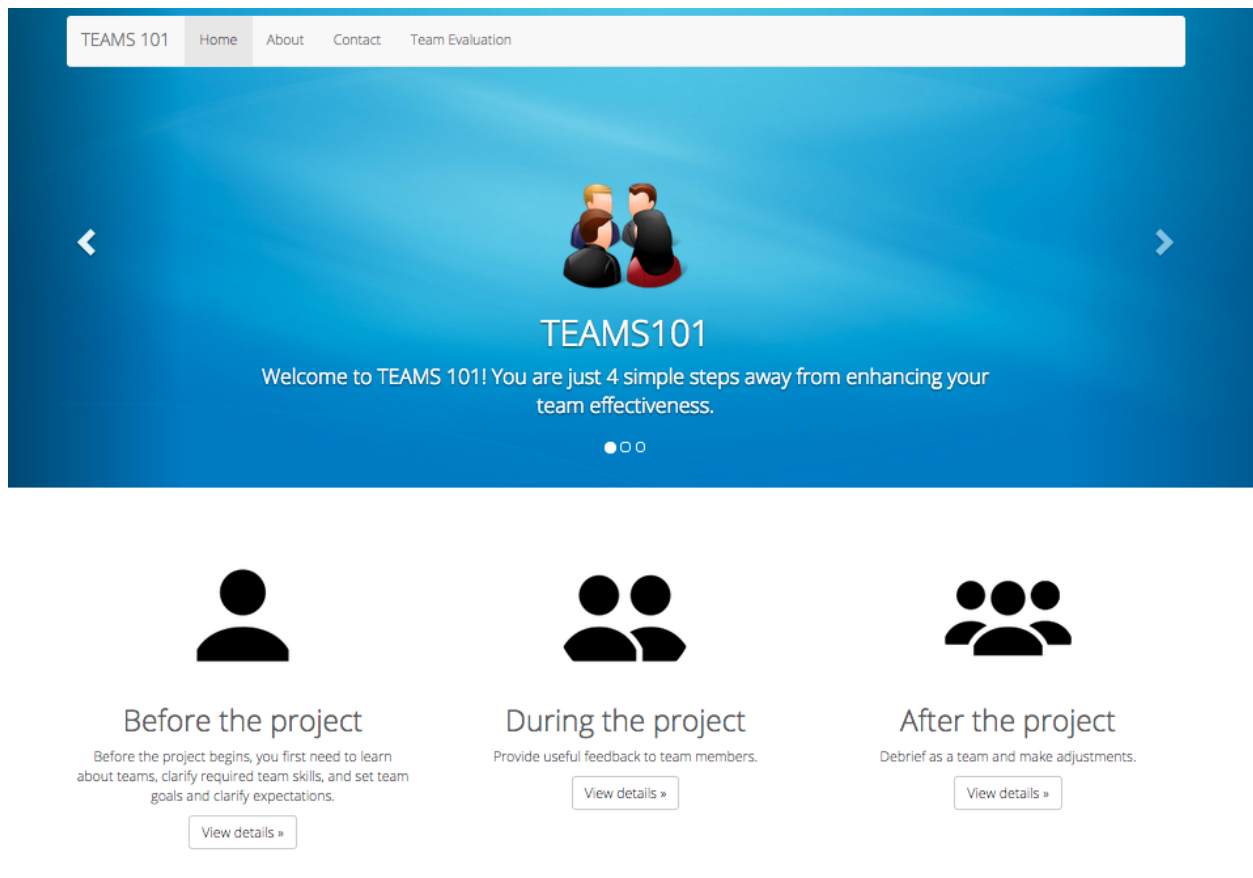 TEAMS 101 Home About Contact Team Evaluation
TEAMS101
Welcome to TEAMS 101! You are just 4 simple steps away from enhancing your
team effectiveness.
Before the project
Before the project begins, you first need to learn
about teams, clarify required team skills, and set team
goals and clarify expectations.
View details »
During the project
Provide useful feedback to team members.
View details »
After the project
Debrief as a team and make adjustments.
View details »